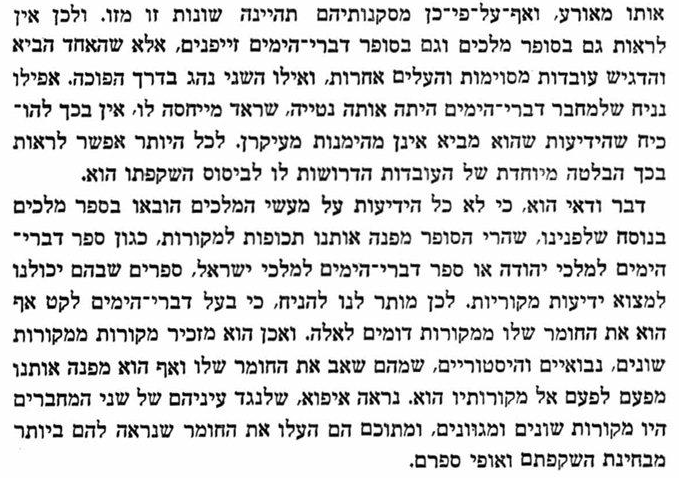 אותו מאורע, ואף־על־פי־כן מסקנותיהם תהיינה שונות זו מזו. ולכן אין
לראות גם בסופר מלכים וגם בסופר דברי־הימים זייפנים, אלא שהאחד הביא
והדגיש עובדות מסוימות והעלים אחרות, ואילו השני נהג בדרך הפוכה. אפילו
נניח שלמחבר דברי־הימים היתה אותה נטייה, שראד מייחסה לו, אין בכך להו־
כיח שהידיעות שהוא מביא אינן מהימנות מעיקרן. לכל היותר אפשר לראות
בכך הבלטה מיוחדת של העובדות הדרושות לו לביסוס השקפתו הוא.
דבר ודאי הוא, כי לא כל הידיעות על מעשי המלכים הובאו בספר מלכים
בנוסח שלפנינו, שהרי הסופר מפנה אותנו תכופות למקורות, כגון ספר דברי־
הימים למלכי יהודה או ספר דברי־הימים למלכי ישראל, ספרים שבהם יכולנו
למצוא ידיעות מקוריות. לכן מותר לנו להניח, כי בעל דברי־הימים לקט אף
הוא את החומר שלו ממקורות דומים לאלה. ואכן הוא מזכיר מקורות ממקורות
שונים, נבואיים והיסטוריים, שמהם שאב את החומר שלו ואף הוא מפנה אותנו
מפעם לפעם אל מקורותיו הוא. נראה איפוא, שלנגד עיניהם של שני המחברים
היו מקורות שונים ומגוונים, ומתוכם הם העלו את החומר שנראה להם ביותר
מבחינת השקפתם ואופי ספרם.